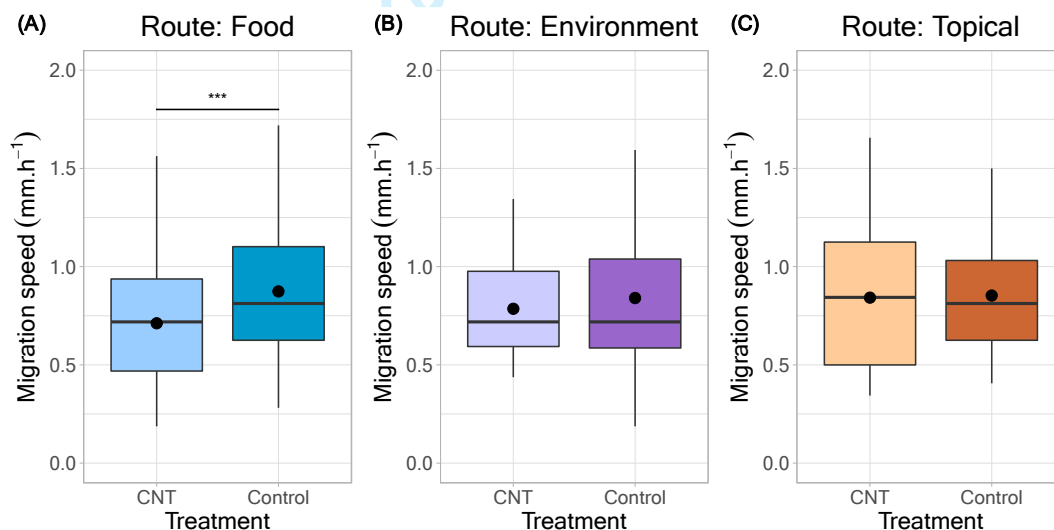 (A) Route: Food
Migration speed (mm.h⁻¹)
2.0
1.5
1.0
0.5
0.0
***
CNT Control
Treatment
(B) Route: Environment
Migration speed (mm.h⁻¹)
2.0
1.5
1.0
0.5
0.0
CNT Control
Treatment
(C) Route: Topical
Migration speed (mm.h⁻¹)
2.0
1.5
1.0
0.5
0.0
CNT Control
Treatment